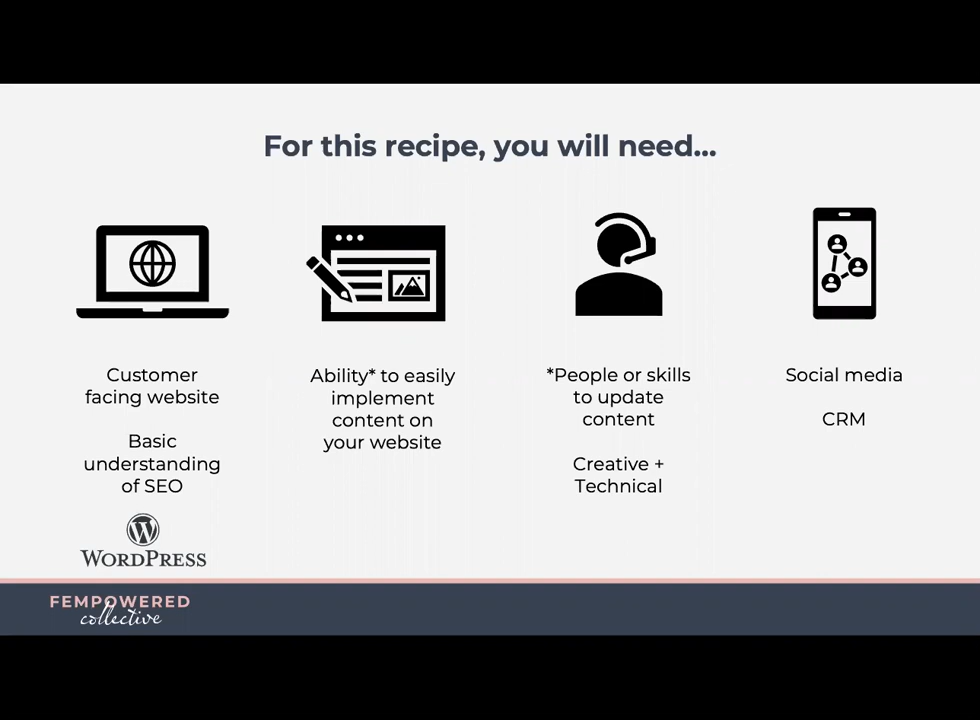 For this recipe, you will need...
Customer
facing website
Basic
understanding
of SEO
WORDPRESS
Ability* to easily
implement
content on
your website
*People or skills
to update
content
Creative +
Technical
Social media
CRM
FEMPOWERED
collective